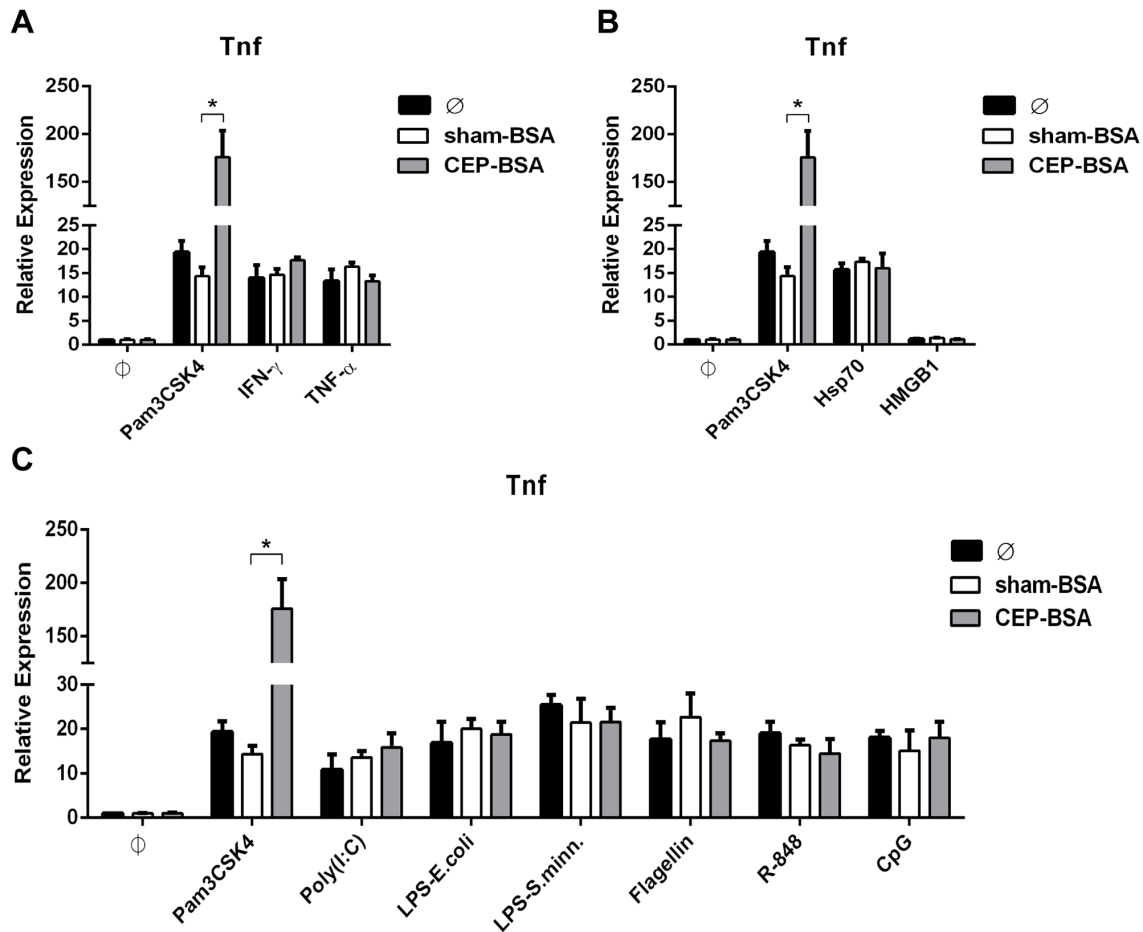 A
Tnf
Relative Expression
250
200
150
25
20
15
10
5
0
*
∅
sham-BSA
CEP-BSA
⌽
Pam3CSK4
IFN-γ
TNF-α
B
Tnf
Relative Expression
250
200
150
25
20
15
10
5
0
*
∅
sham-BSA
CEP-BSA
⌽
Pam3CSK4
Hsp70
HMGB1
C
Tnf
Relative Expression
250
200
150
30
20
10
0
*
∅
sham-BSA
CEP-BSA
⌽
Pam3CSK4
Poly(I:C)
LPS-E.coli
LPS-S.minn.
Flagellin
R-848
CpG